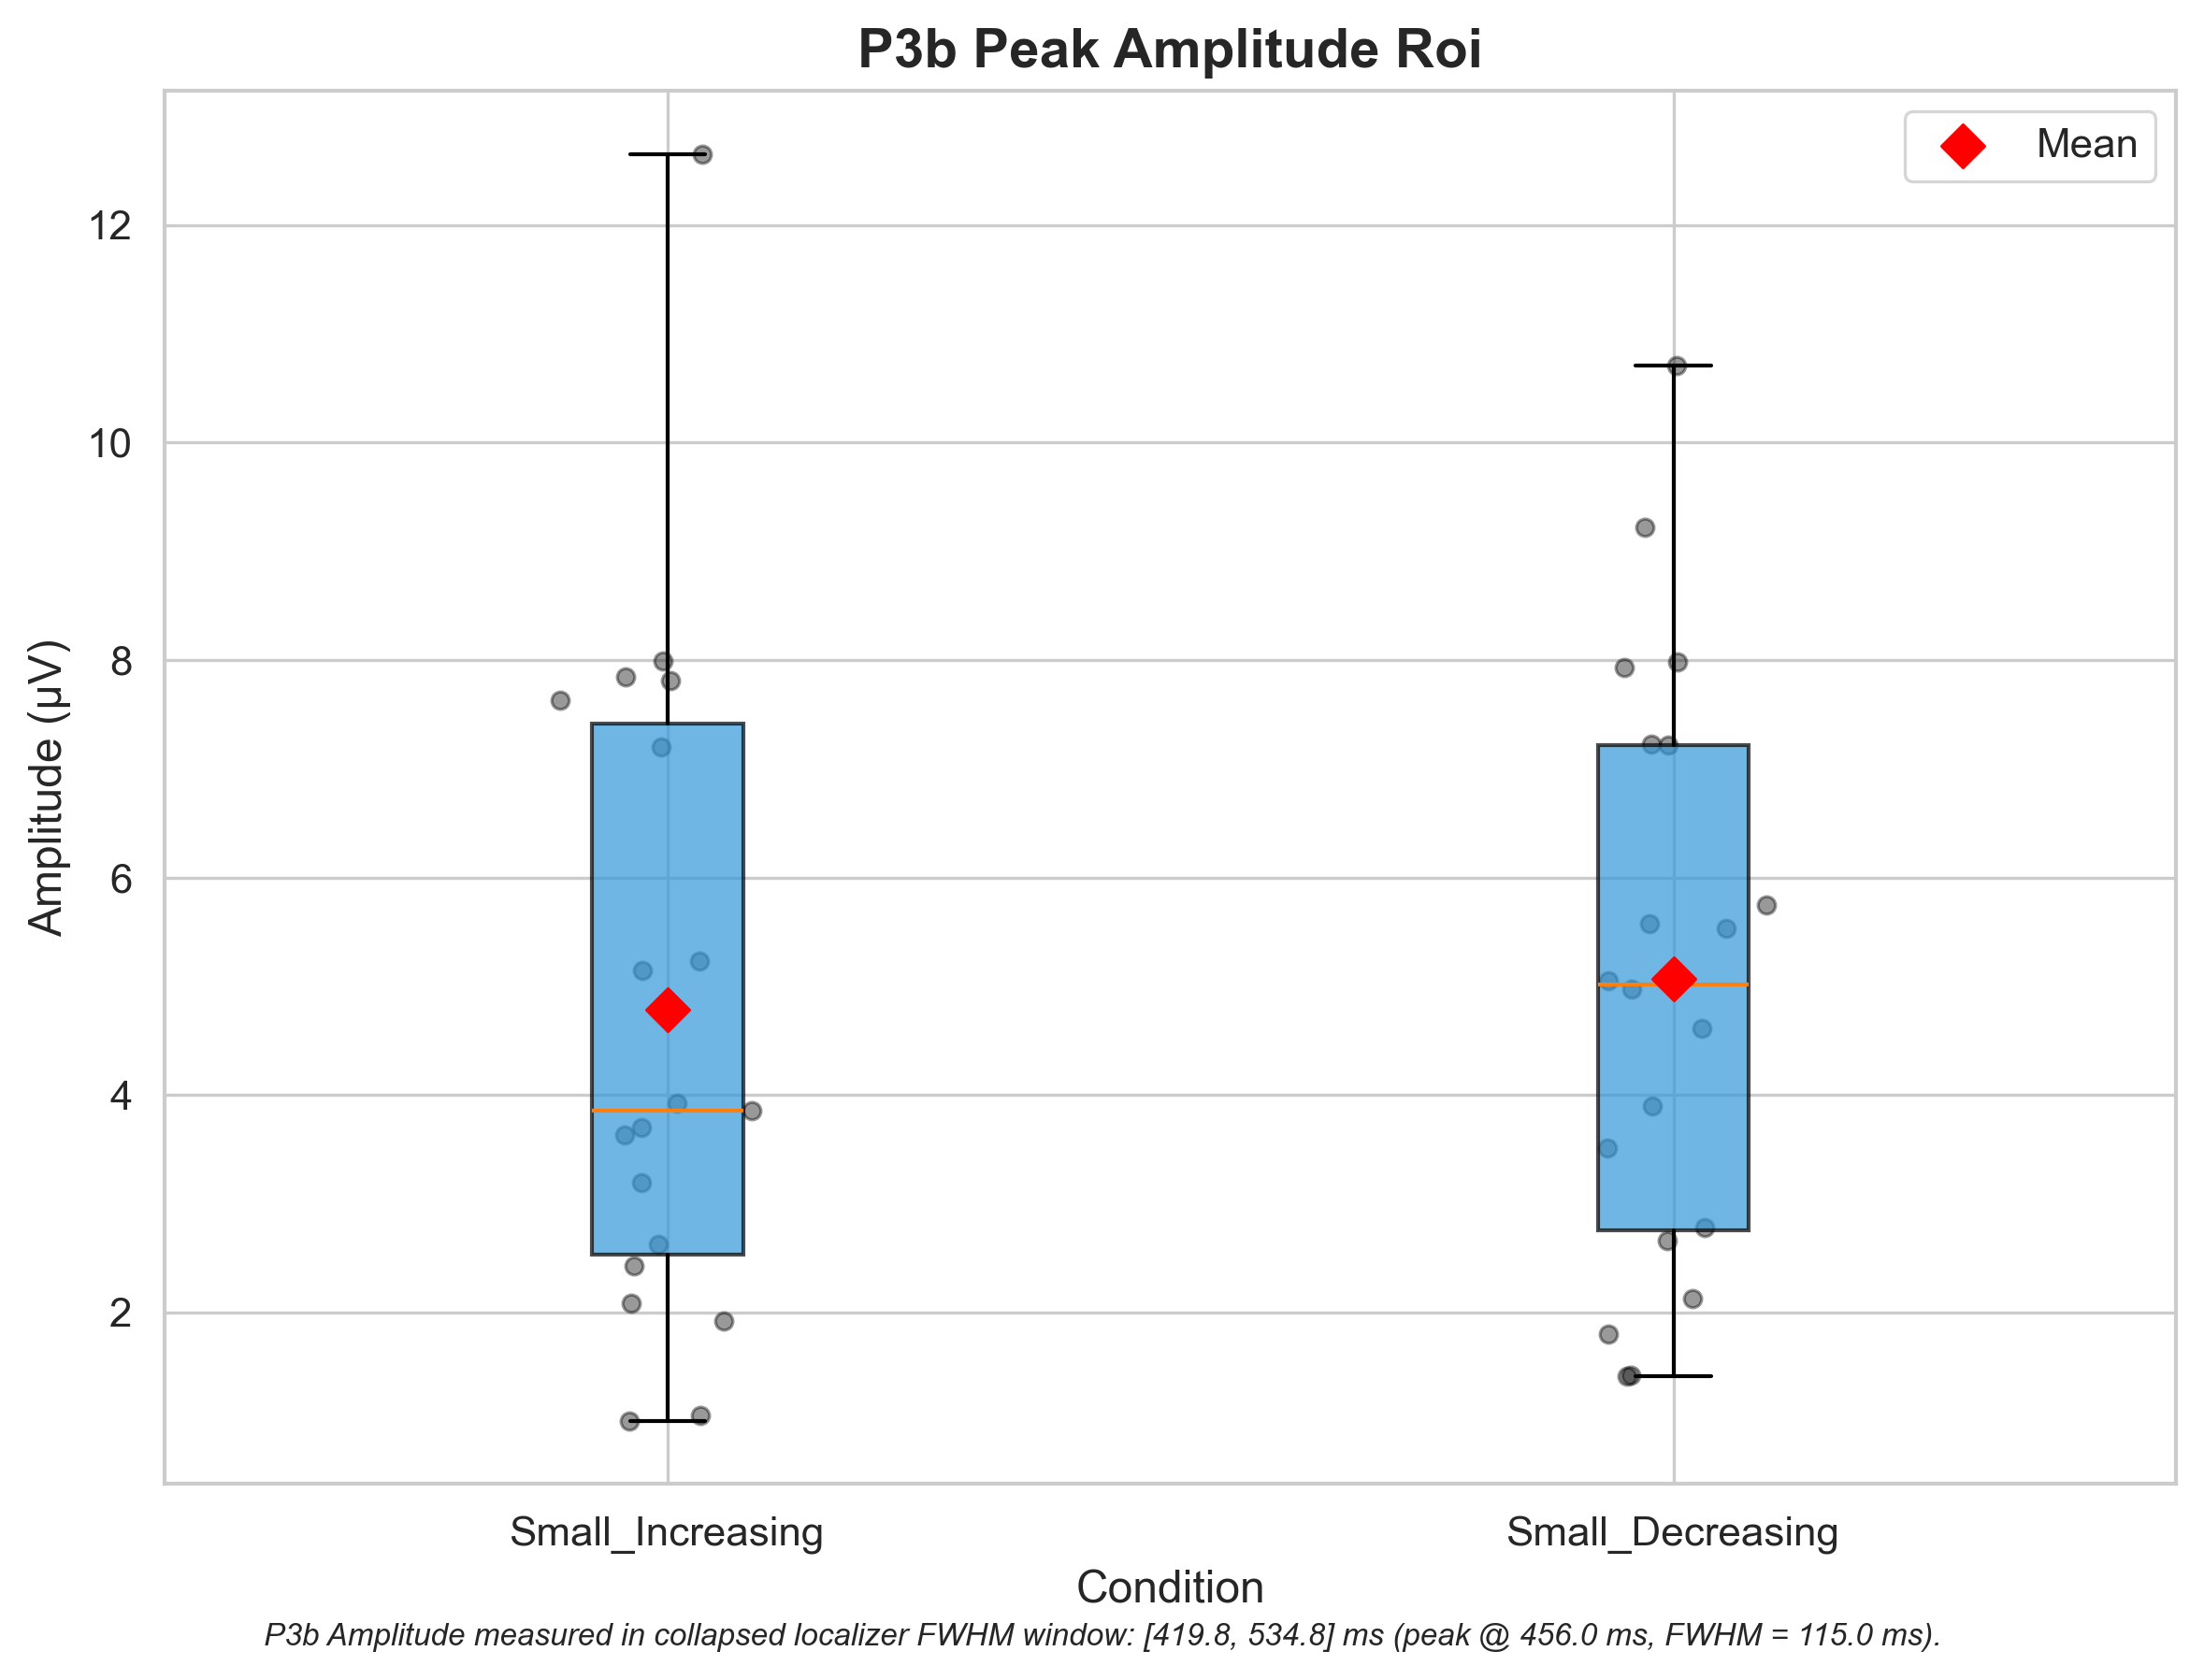 P3b Peak Amplitude Roi
Mean
12
10
8
6
4
2
Amplitude (µV)
Small_Increasing
Small_Decreasing
Condition
P3b Amplitude measured in collapsed localizer FWHM window: [419.8, 534.8] ms (peak @ 456.0 ms, FWHM = 115.0 ms).